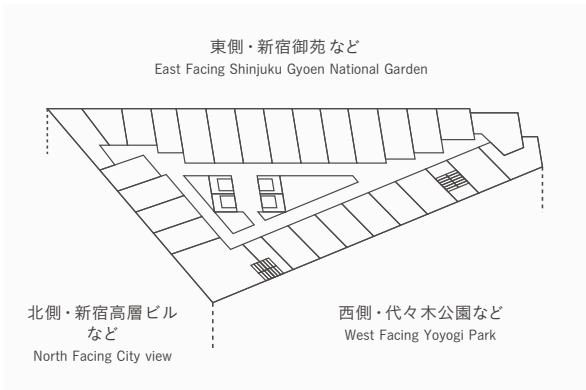 東側・新宿御苑など
East Facing Shinjuku Gyoen National Garden
北側・新宿高層ビル
など
North Facing City view
西側・代々木公園など
West Facing Yoyogi Park